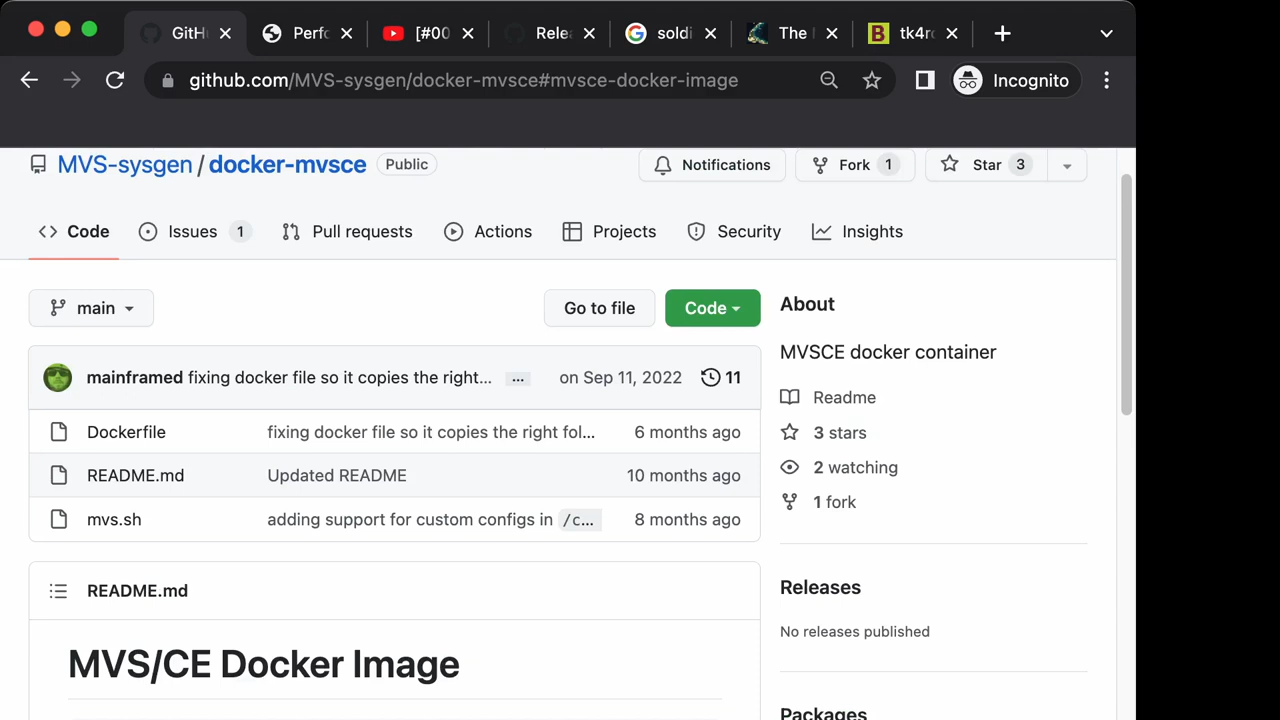 GitH
Perfo
[#00
Relea
soldi
The
tk4ro
github.com/MVS-sysgen/docker-mvsce#mvsce-docker-image
Incognito
MVS-sysgen / docker-mvsce Public
Notifications
Fork 1
Star 3
Code
Issues 1
Pull requests
Actions
Projects
Security
Insights
main
Go to file
Code
mainframed fixing docker file so it copies the right... ... on Sep 11, 2022 11
Dockerfile fixing docker file so it copies the right fol... 6 months ago
README.md Updated README 10 months ago
mvs.sh adding support for custom configs in /c... 8 months ago
README.md
MVS/CE Docker Image
About
MVSCE docker container
Readme
3 stars
2 watching
1 fork
Releases
No releases published
Packages